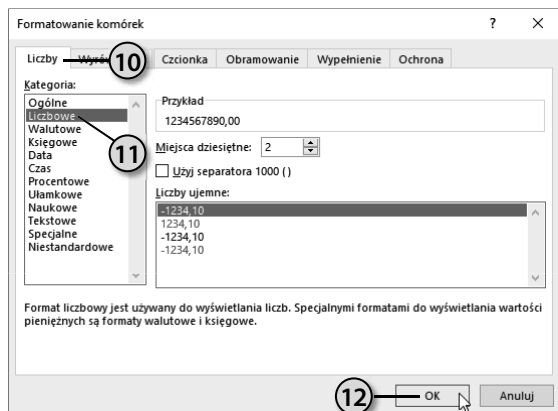 Formatowanie komórek ? X
Liczby 10 Czcionka Obramowanie Wypełnienie Ochrona
Kategoria:
Ogólne
Liczbowe
Walutowe
Księgowe
Data
Czas
Procentowe
Ułamkowe
Naukowe
Tekstowe
Specjalne
Niestandardowe
11
Przykład
1234567890,00
Miejsca dziesiętne: 2
Użyj separatora 1000 ( )
Liczby ujemne:
-1234,10
1234,10
-1234,10
-1234,10
Format liczbowy jest używany do wyświetlania liczb. Specjalnymi formatami do wyświetlania wartości
pieniężnych są formaty walutowe i księgowe.
12 OK Anuluj